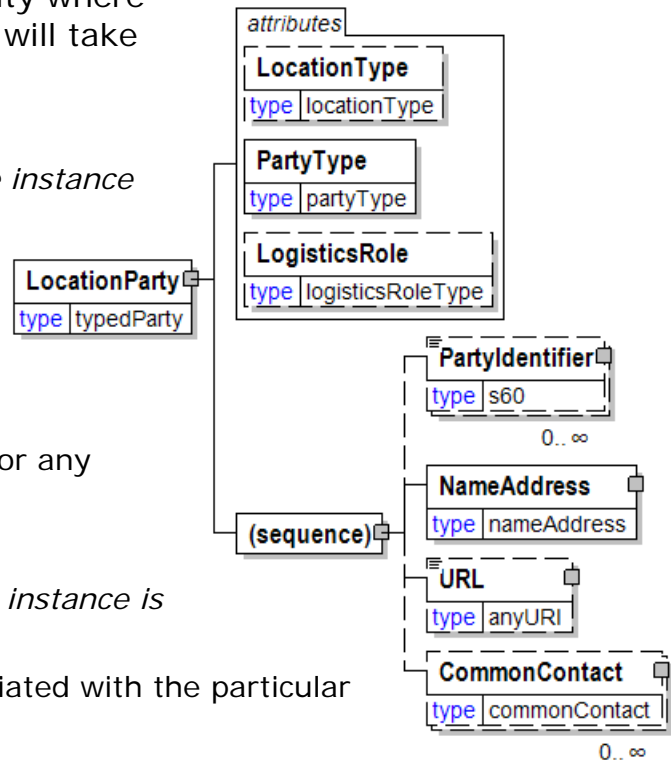 ity where
will take
instance
or any
instance is
iated with the particular
attributes
LocationType
type locationType
PartyType
type partyType
LogisticsRole
type logisticsRoleType
LocationParty
type typedParty
(sequence)
PartyIdentifier
type s60
0.. ∞
NameAddress
type nameAddress
URL
type anyURI
CommonContact
type commonContact
0.. ∞